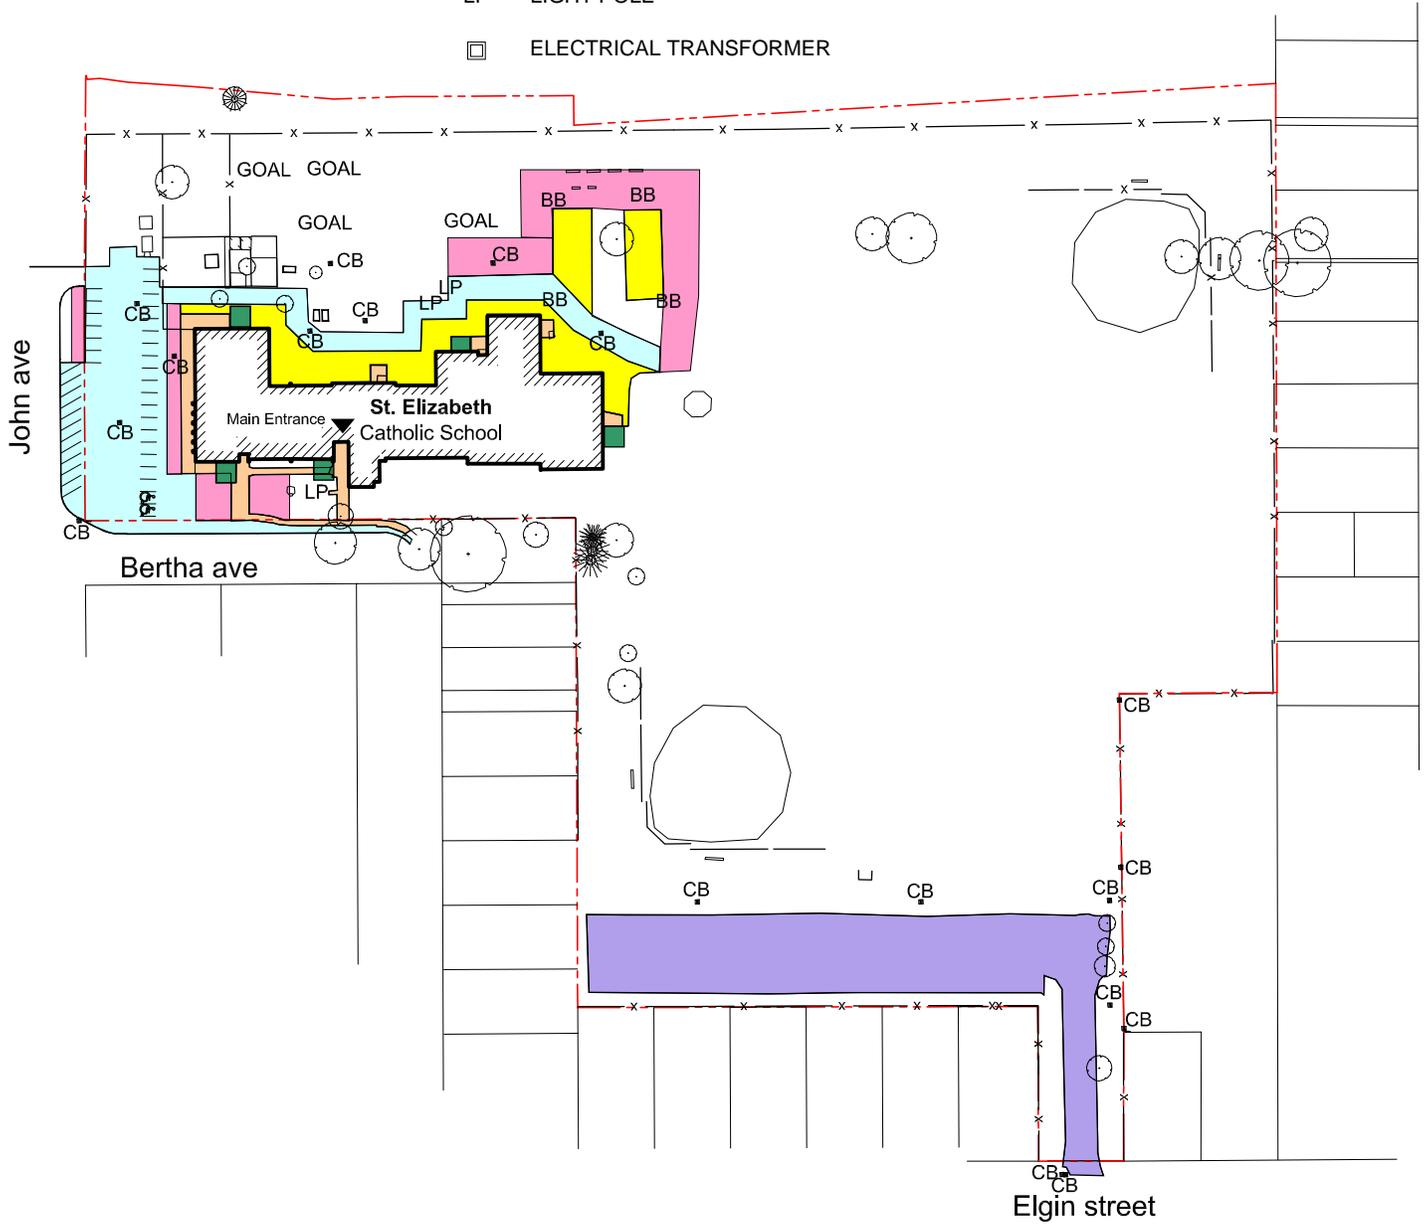 ELECTRICAL TRANSFORMER
GOAL GOAL
BB BB
GOAL GOAL
CB CB
LP
LP BB BB
CB CB
CB CB
CB
John ave
Main Entrance St. Elizabeth
Catholic School
CB
LP
CB
Bertha ave
CB
CB
CB CB CB
CB
CB
CB
CB
Elgin street